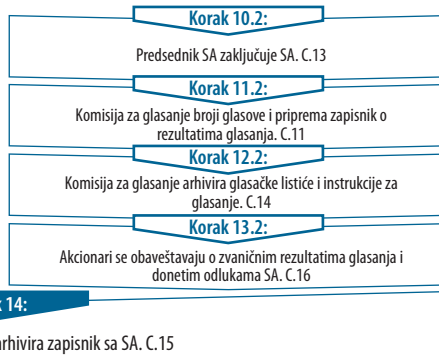 Korak 10.2:
Predsednik SA zaključuje SA. C.13
Korak 11.2:
Komisija za glasanje broji glasove i priprema zapisnik o
rezultatima glasanja. C.11
Korak 12.2:
Komisija za glasanje arhivira glasačke listiće i instrukcije za
glasanje. C.14
Korak 13.2:
Akcionari se obaveštavaju o zvaničnim rezultatima glasanja i
donetim odlukama SA. C.16
14:
arhivira zapisnik sa SA. C.15